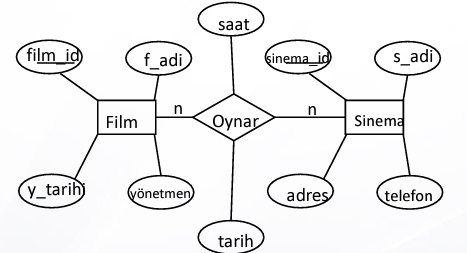 saat
film_id
f_adi
sinema_id
s_adi
n
n
Film
Oynar
Sinema
y_tarihi
yönetmen
adres
telefon
tarih